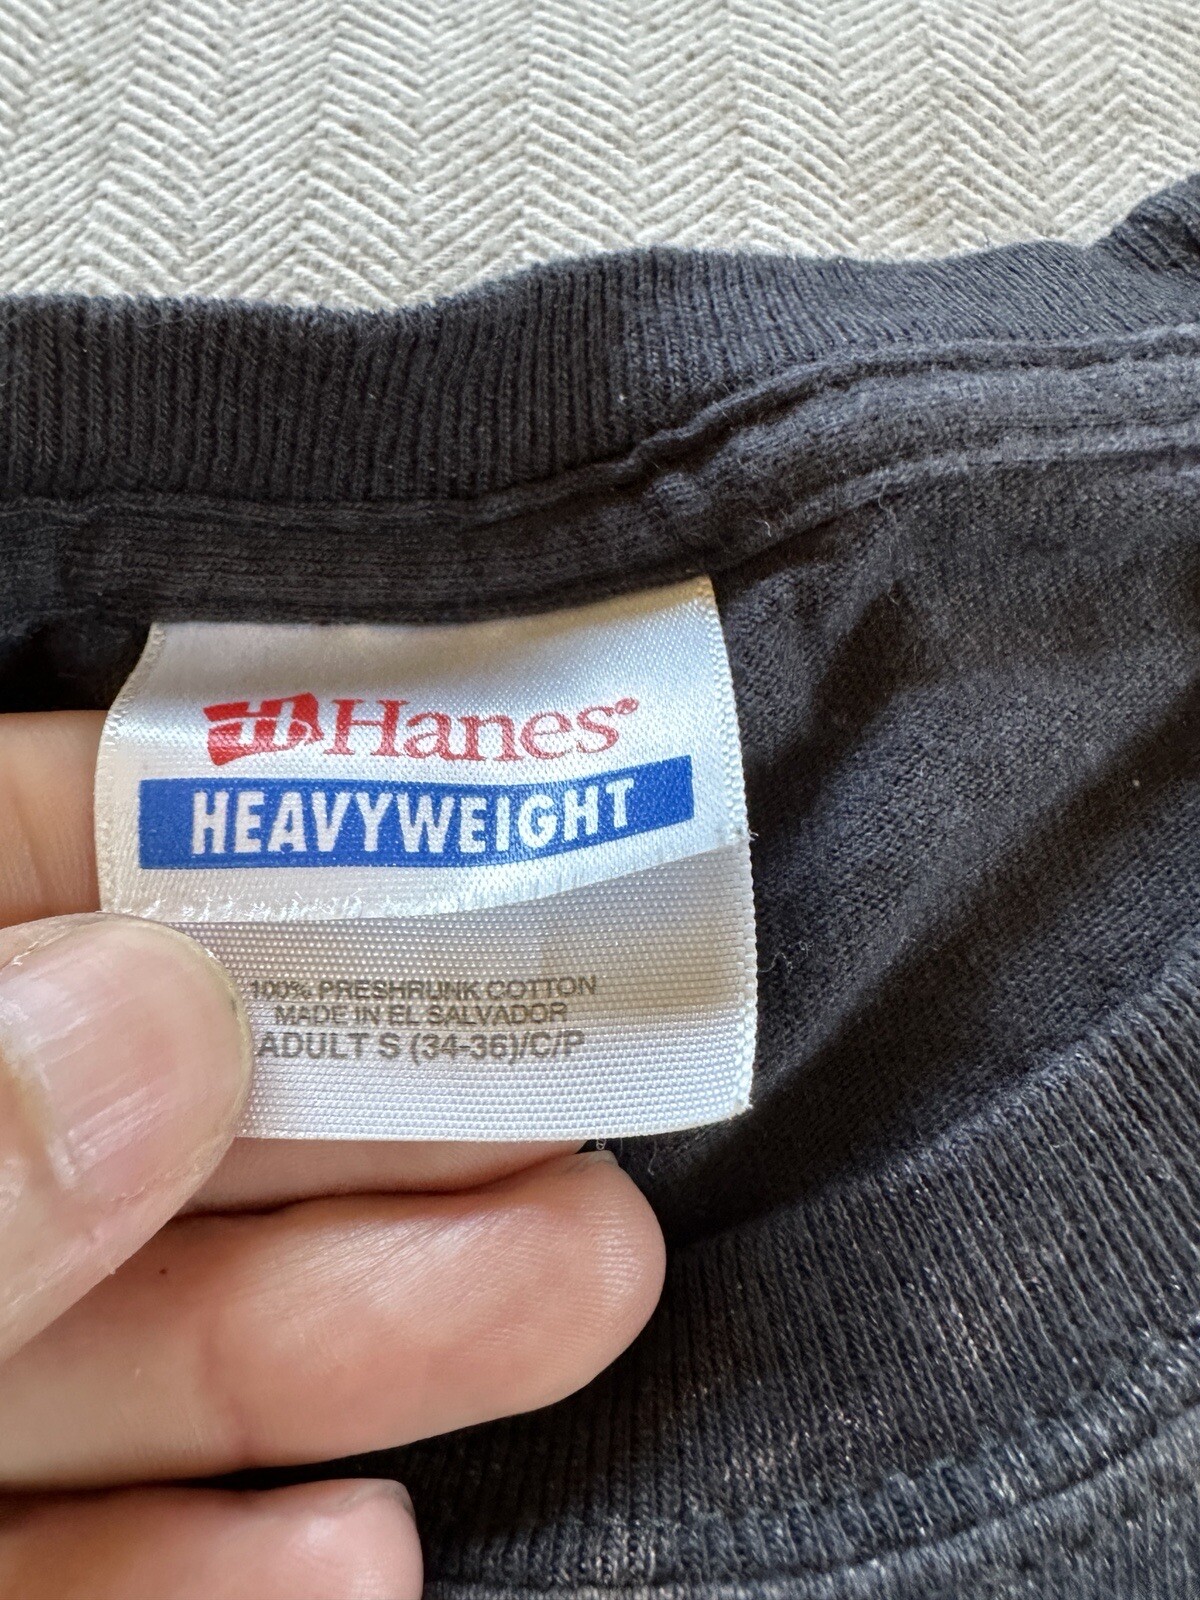 Hanes®
HEAVYWEIGHT
100% PRESHRUNK COTTON
MADE IN EL SALVADOR
ADULT S (34-36)/C/P